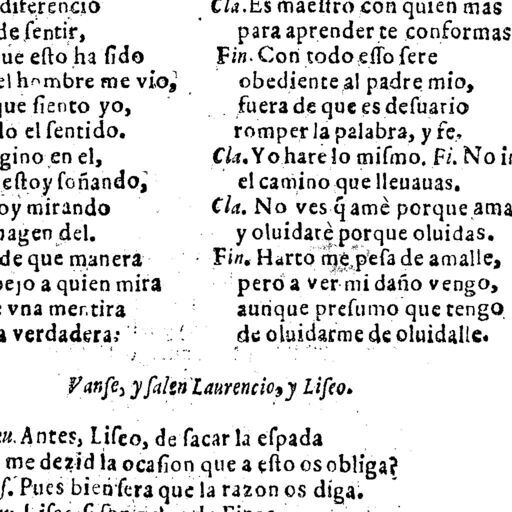 diferencio
de sentir,
ue esto ha sido
el hombre me vio,
que siento yo,
do el sentido.
gino en el,
estoy soñando,
oy mirando
magen del.
de que manera
pejo a quien mira
vna mentira
a verdadera:
Cla. Es maestro con quien mas
para aprender te conformas
Fin. Con todo esso sere
obediente al padre mio,
fuera de que es desuario
romper la palabra, y fe.
Cla. Yo hare lo mismo. Fi. No i
el camino que lleuauas.
Cla. No ves q̃ amè porque ama
y oluidarè porque oluidas.
Fin. Harto me pesa de amalle,
pero a ver mi daño vengo,
aunque presumo que tengo
de oluidarme de oluidalle.
Vanse, y salen Laurencio, y Liseo.
eu. Antes, Liseo, de sacar la espada
me dezid la ocasion que a esto os obliga?
s. Pues bien sera que la razon os diga.